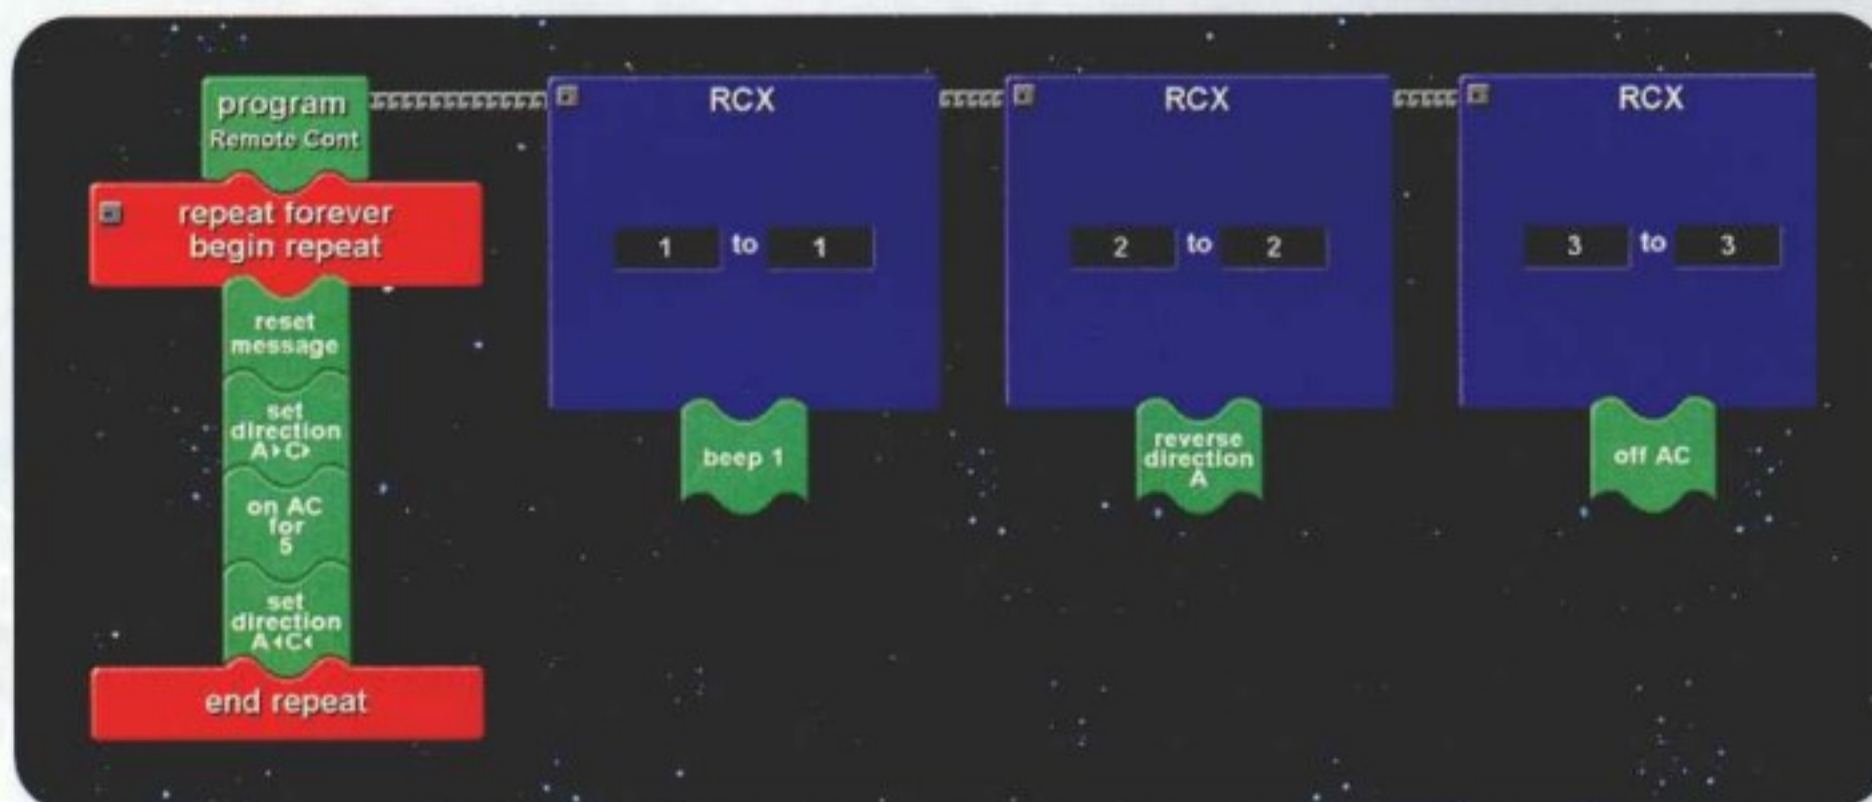 program
Remote Cont
repeat forever
begin repeat
reset
message
set
direction
A▸C▸
on AC
for
5
set
direction
A◂C◂
end repeat
RCX
1 to 1
beep 1
RCX
2 to 2
reverse
direction
A
RCX
3 to 3
off AC